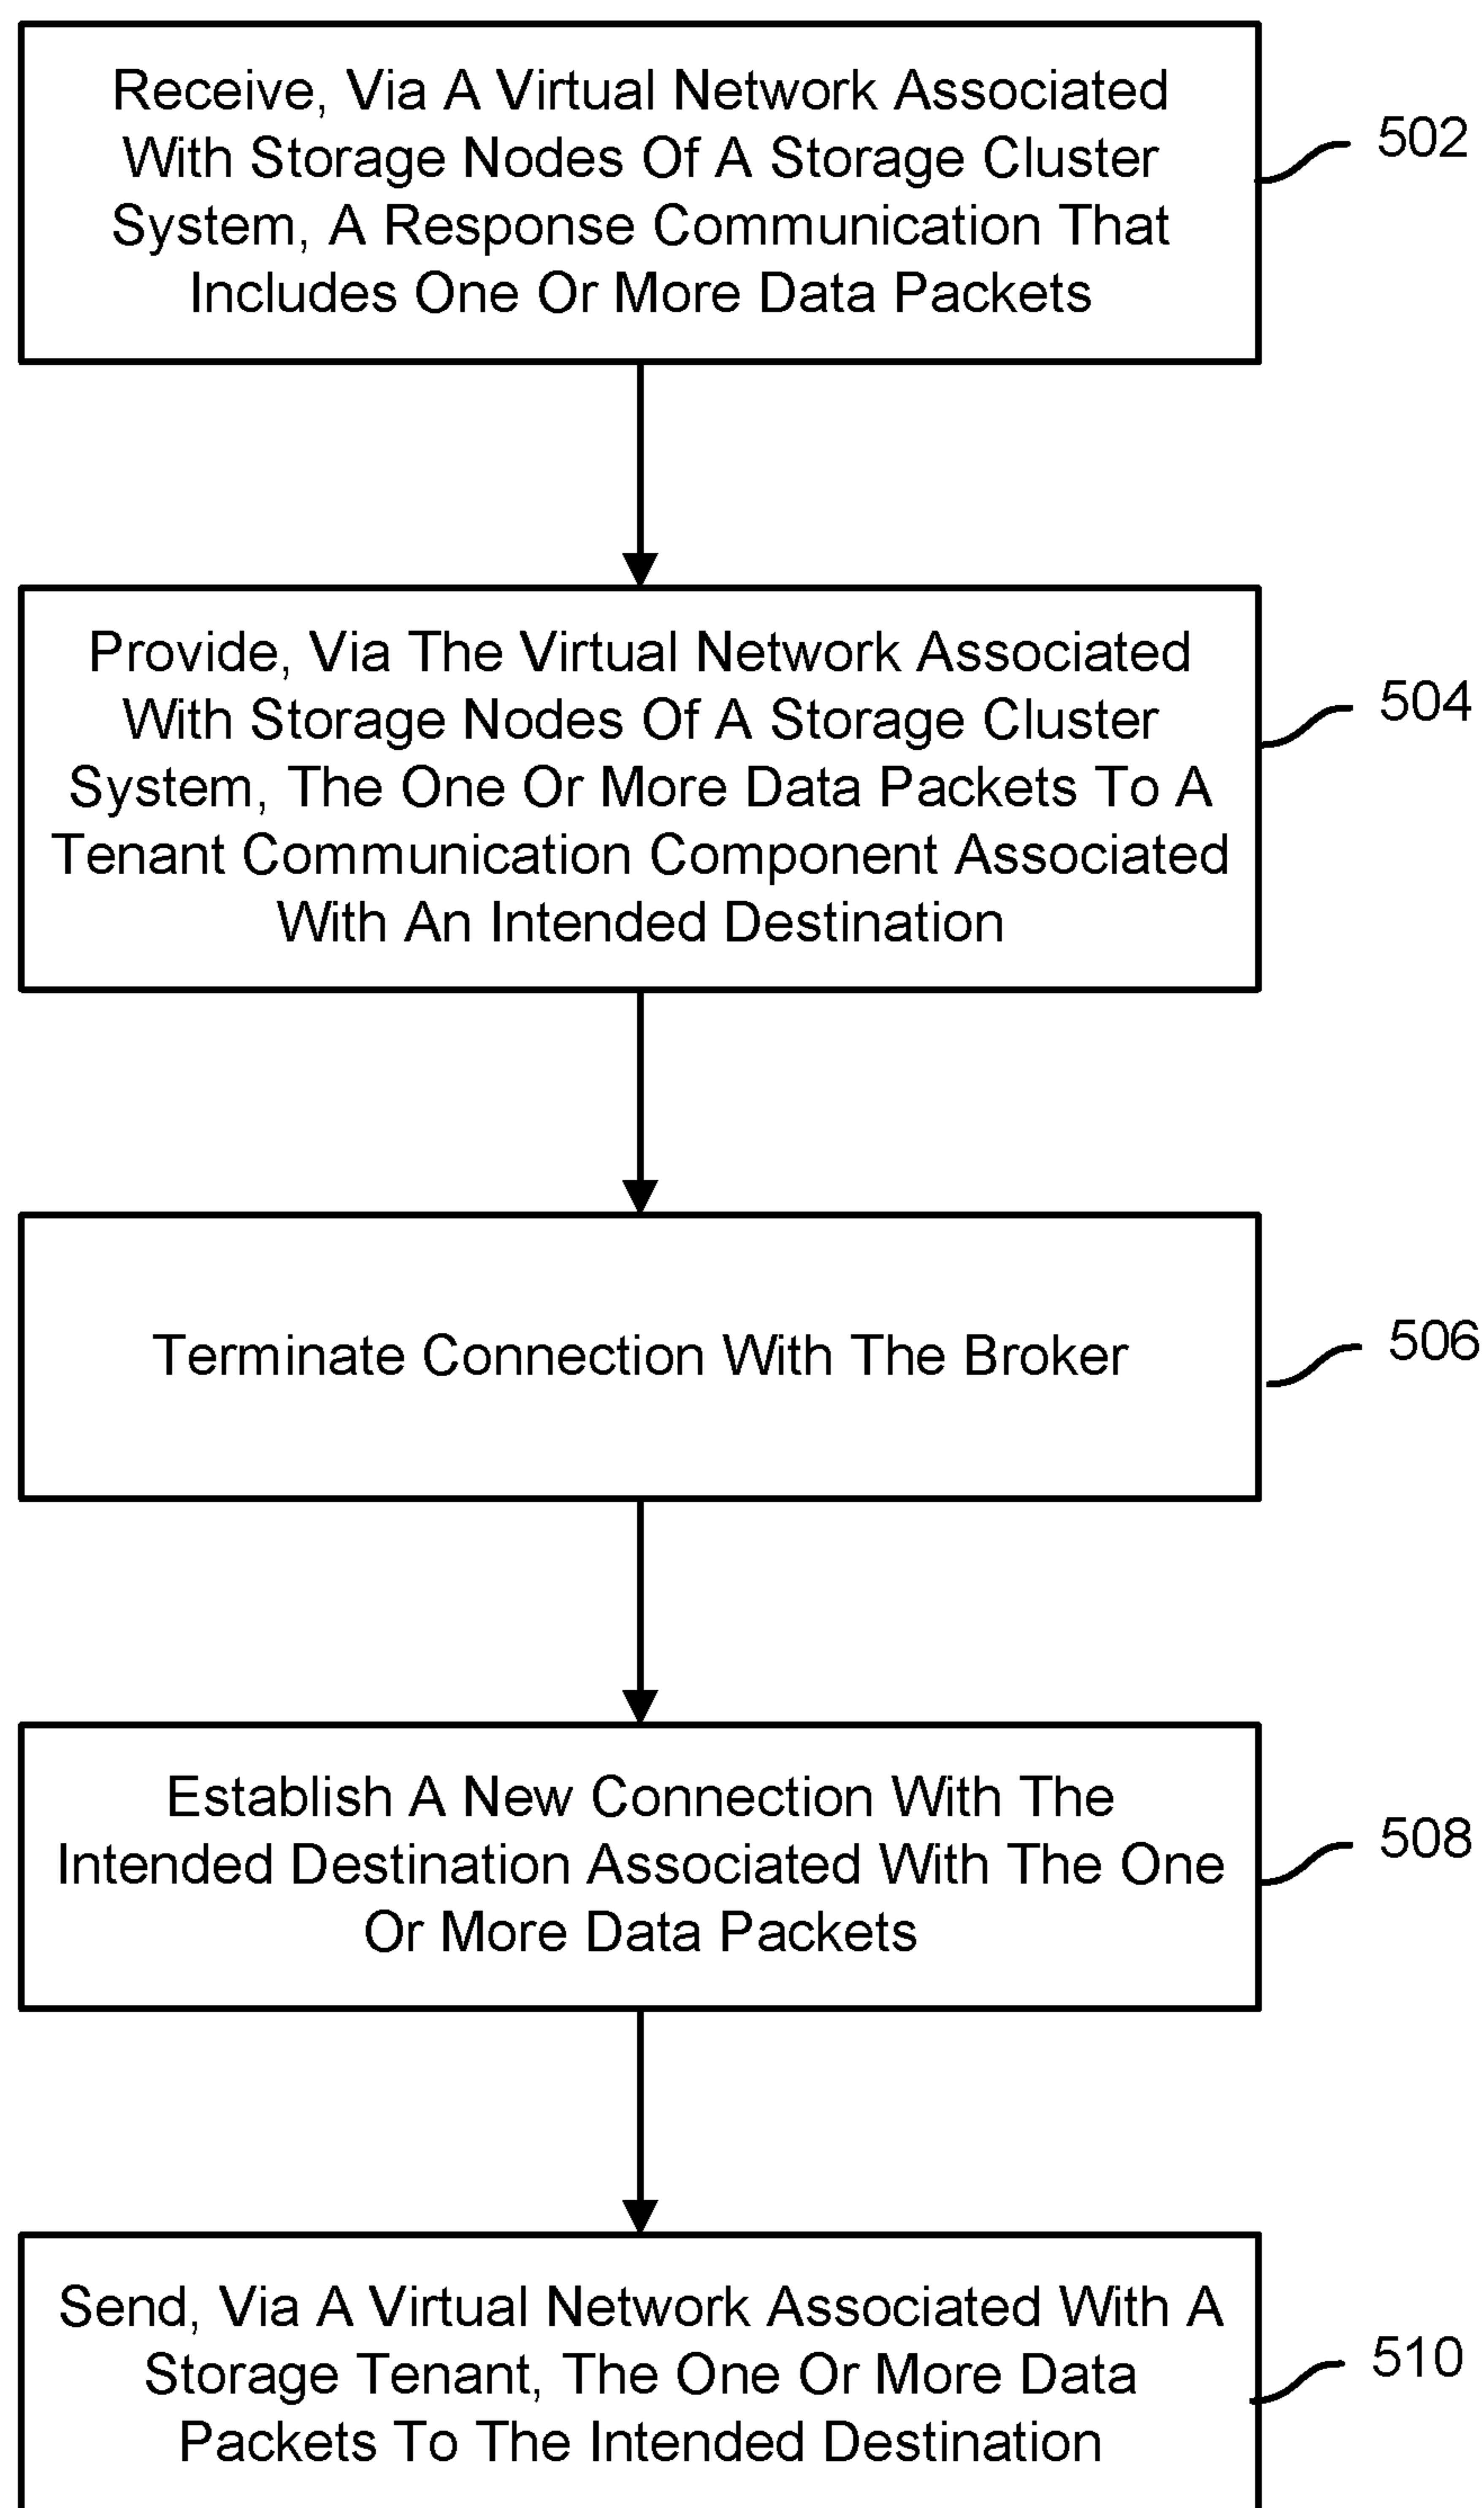 Receive, Via A Virtual Network Associated
With Storage Nodes Of A Storage Cluster
System, A Response Communication That
Includes One Or More Data Packets
502
Provide, Via The Virtual Network Associated
With Storage Nodes Of A Storage Cluster
System, The One Or More Data Packets To A
Tenant Communication Component Associated
With An Intended Destination
504
Terminate Connection With The Broker
506
Establish A New Connection With The
Intended Destination Associated With The One
Or More Data Packets
508
Send, Via A Virtual Network Associated With A
Storage Tenant, The One Or More Data
Packets To The Intended Destination
510